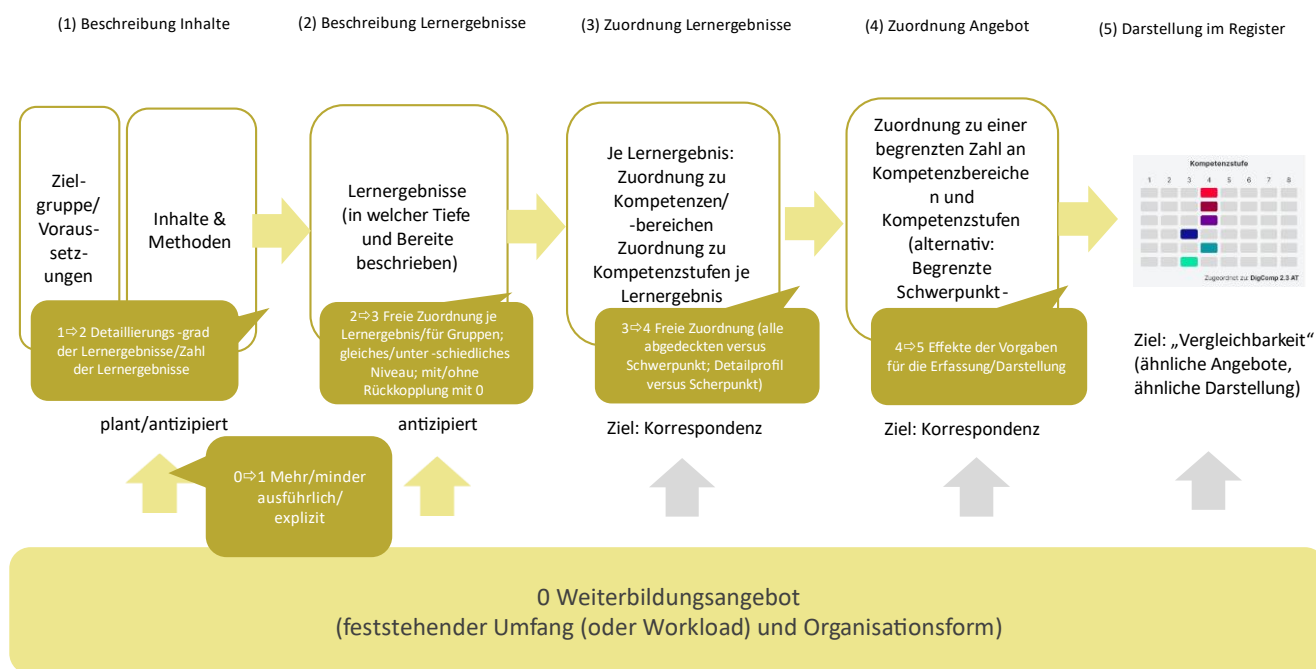 (1) Beschreibung Inhalte
(2) Beschreibung Lernergebnisse
(3) Zuordnung Lernergebnisse
(4) Zuordnung Angebot
(5) Darstellung im Register
Ziel-
gruppe/
Voraus-
setz-
ungen
Inhalte &
Methoden
Lernergebnisse
(in welcher Tiefe
und Bereite
beschrieben)
Je Lernergebnis:
Zuordnung zu
Kompetenzen/
-bereichen
Zuordnung zu
Kompetenzstufen je
Lernergebnis
Zuordnung zu einer
begrenzten Zahl an
Kompetenzbereiche
n und
Kompetenzstufen
(alternativ:
Begrenzte
Schwerpunkt-
Kompetenzstufe
1 2 3 4 5 6 7 8
Zugeordnet zu: DigComp 2.3 AT
1⇨2 Detaillierungs -grad
der Lernergebnisse/Zahl
der Lernergebnisse
2⇨3 Freie Zuordnung je
Lernergebnis/für Gruppen;
gleiches/unter -schiedliches
Niveau; mit/ohne
Rückkopplung mit 0
3⇨4 Freie Zuordnung (alle
abgedeckten versus
Schwerpunkt; Detailprofil
versus Scherpunkt)
4⇨5 Effekte der Vorgaben
für die Erfassung/Darstellung
Ziel: „Vergleichbarkeit“
(ähnliche Angebote,
ähnliche Darstellung)
plant/antizipiert
antizipiert
Ziel: Korrespondenz
Ziel: Korrespondenz
0⇨1 Mehr/minder
ausführlich/
explizit
0 Weiterbildungsangebot
(feststehender Umfang (oder Workload) und Organisationsform)